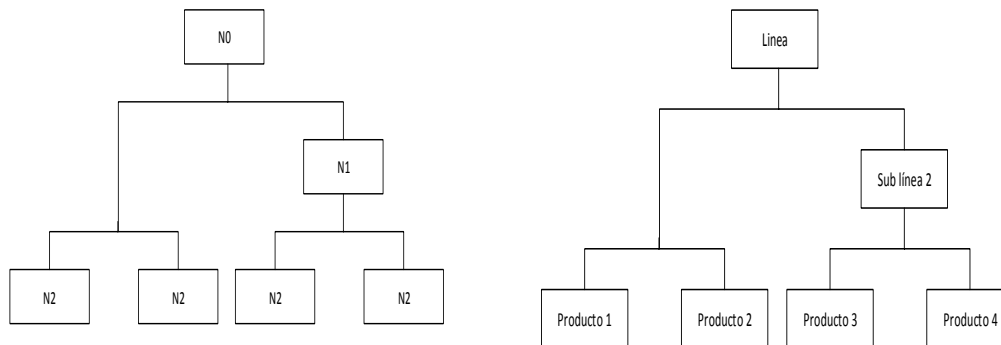 N0
N1
N2
N2
N2
N2
Linea
Sub línea 2
Producto 1
Producto 2
Producto 3
Producto 4